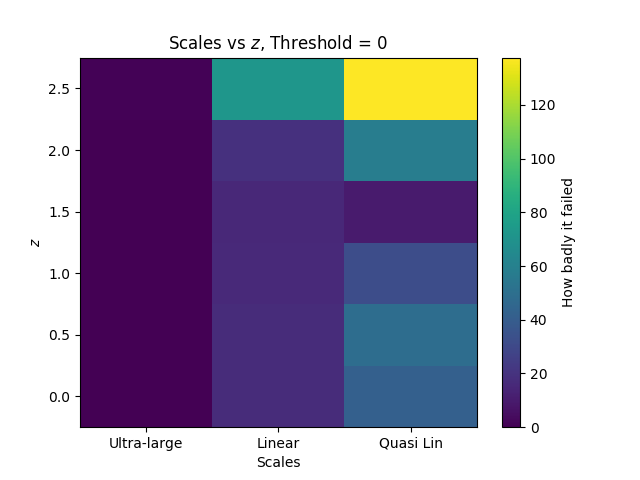 Scales vs z, Threshold = 0
2.5
2.0
1.5
1.0
0.5
0.0
z
Ultra-large
Linear
Quasi Lin
Scales
120
100
80
60
40
20
0
How badly it failed